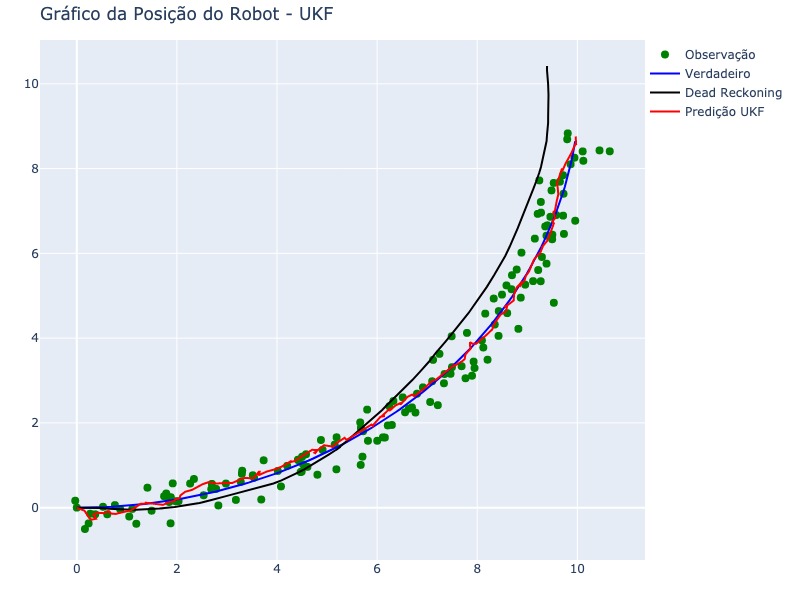 Gráfico da Posição do Robot - UKF
Observação
Verdadeiro
Dead Reckoning
Predição UKF
10
8
6
4
2
0
0 2 4 6 8 10